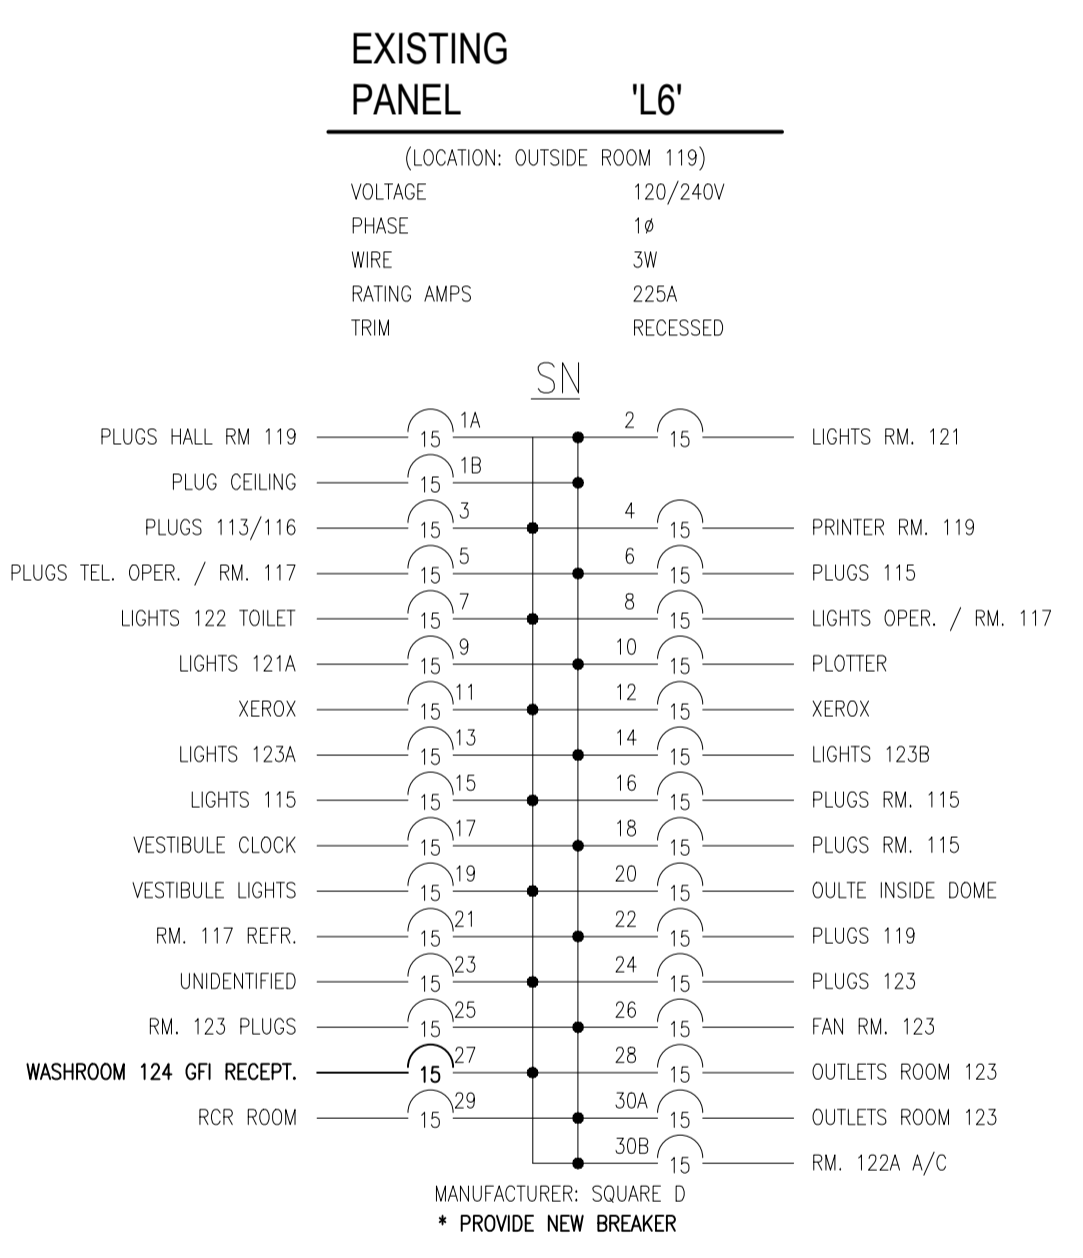 EXISTING
PANEL 'L6'
(LOCATION: OUTSIDE ROOM 119)
VOLTAGE 120/240V
PHASE 1ø
WIRE 3W
RATING AMPS 225A
TRIM RECESSED
SN
PLUGS HALL RM 119 15 1A 2 15 LIGHTS RM. 121
PLUG CEILING 15 1B
PLUGS 113/116 15 3 4 15 PRINTER RM. 119
PLUGS TEL. OPER. / RM. 117 15 5 6 15 PLUGS 115
LIGHTS 122 TOILET 15 7 8 15 LIGHTS OPER. / RM. 117
LIGHTS 121A 15 9 10 15 PLOTTER
XEROX 15 11 12 15 XEROX
LIGHTS 123A 15 13 14 15 LIGHTS 123B
LIGHTS 115 15 15 16 15 PLUGS RM. 115
VESTIBULE CLOCK 15 17 18 15 PLUGS RM. 115
VESTIBULE LIGHTS 15 19 20 15 OULTE INSIDE DOME
RM. 117 REFR. 15 21 22 15 PLUGS 119
UNIDENTIFIED 15 23 24 15 PLUGS 123
RM. 123 PLUGS 15 25 26 15 FAN RM. 123
WASHROOM 124 GFI RECEPT. 15 27 28 15 OUTLETS ROOM 123
RCR ROOM 15 29 30A 15 OUTLETS ROOM 123
30B 15 RM. 122A A/C
MANUFACTURER: SQUARE D
* PROVIDE NEW BREAKER